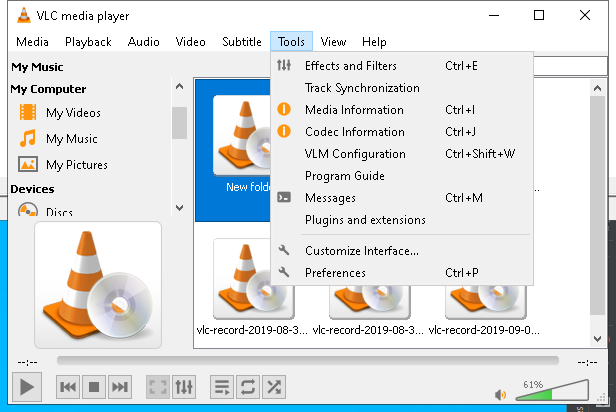 VLC media player
Media Playback Audio Video Subtitle Tools View Help
My Music
My Computer
My Videos
My Music
My Pictures
Devices
Discs
Effects and Filters Ctrl+E
Track Synchronization
Media Information Ctrl+I
Codec Information Ctrl+J
VLM Configuration Ctrl+Shift+W
Program Guide
Messages Ctrl+M
Plugins and extensions
Customize Interface...
Preferences Ctrl+P
New folde
vlc-record-2019-08-3... vlc-record-2019-08-3... vlc-record-2019-09-0...
--:-- --:--
61%